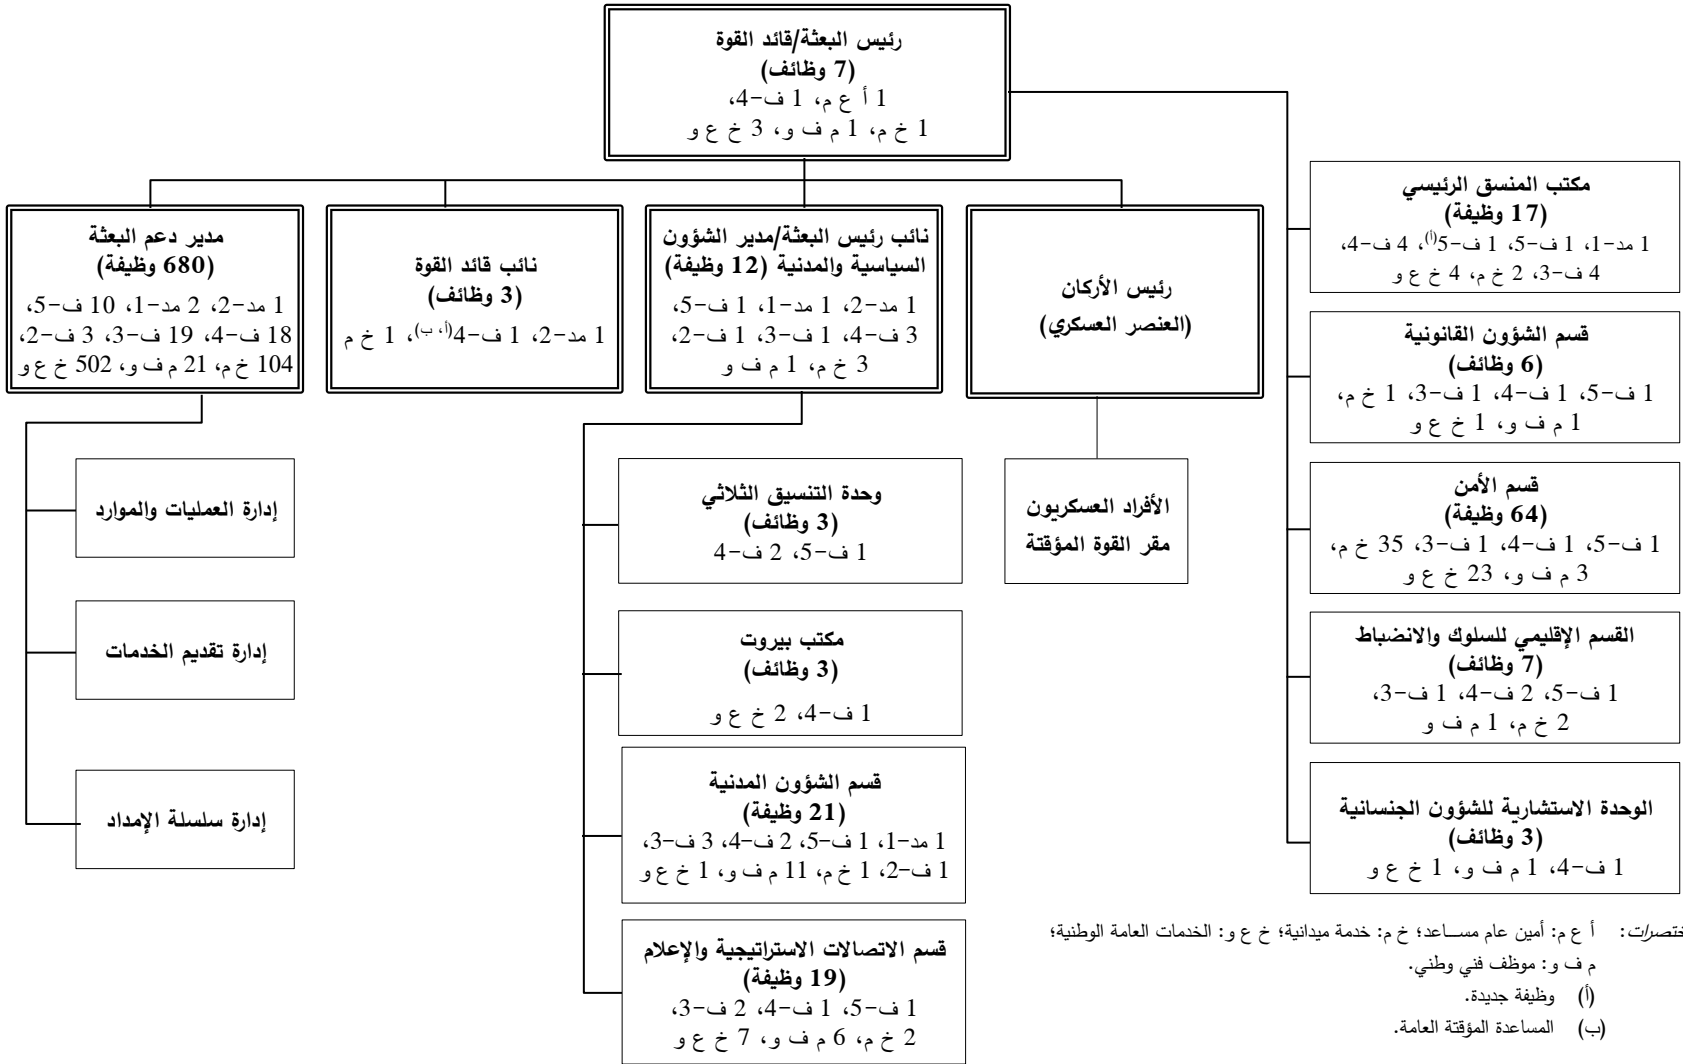 رئيس البعثة/قائد القوة
(7 وظائف)
1 أ ع م، 1 ف-4،
1 خ م، 1 م ف و، 3 خ ع و
مدير دعم البعثة
(680 وظيفة)
1 مد-2، 2 مد-1، 10 ف-5،
18 ف-4، 19 ف-3، 3 ف-2،
104 خ م، 21 م ف و، 502 خ ع و
نائب قائد القوة
(3 وظائف)
1 مد-2، 1 ف-4(أ، ب)، 1 خ م
نائب رئيس البعثة/مدير الشؤون
السياسية والمدنية (12 وظيفة)
1 مد-2، 1 مد-1، 1 ف-5،
3 ف-4، 1 ف-3، 1 ف-2،
3 خ م، 1 م ف و
رئيس الأركان
(العنصر العسكري)
مكتب المنسق الرئيسي
(17 وظيفة)
1 مد-1، 1 ف-5، 1 ف-5(أ)، 4 ف-4،
4 ف-3، 2 خ م، 4 خ ع و
قسم الشؤون القانونية
(6 وظائف)
1 ف-5، 1 ف-4، 1 ف-3، 1 خ م،
1 م ف و، 1 خ ع و
قسم الأمن
(64 وظيفة)
1 ف-5، 1 ف-4، 1 ف-3، 35 خ م،
3 م ف و، 23 خ ع و
القسم الإقليمي للسلوك والانضباط
(7 وظائف)
1 ف-5، 2 ف-4، 1 ف-3،
2 خ م، 1 م ف و
الوحدة الاستشارية للشؤون الجنسانية
(3 وظائف)
1 ف-4، 1 م ف و، 1 خ ع و
إدارة العمليات والموارد
إدارة تقديم الخدمات
إدارة سلسلة الإمداد
وحدة التنسيق الثلاثي
(3 وظائف)
1 ف-5، 2 ف-4
مكتب بيروت
(3 وظائف)
1 ف-4، 2 خ ع و
قسم الشؤون المدنية
(21 وظيفة)
1 مد-1، 1 ف-5، 2 ف-4، 3 ف-3،
1 ف-2، 1 خ م، 11 م ف و، 1 خ ع و
قسم الاتصالات الاستراتيجية والإعلام
(19 وظيفة)
1 ف-5، 1 ف-4، 2 ف-3،
2 خ م، 6 م ف و، 7 خ ع و
الأفراد العسكريون
مقر القوة المؤقتة
ختصرات: أ ع م: أمين عام مساعد؛ خ م: خدمة ميدانية؛ خ ع و: الخدمات العامة الوطنية؛
م ف و: موظف فني وطني.
(أ) وظيفة جديدة.
(ب) المساعدة المؤقتة العامة.